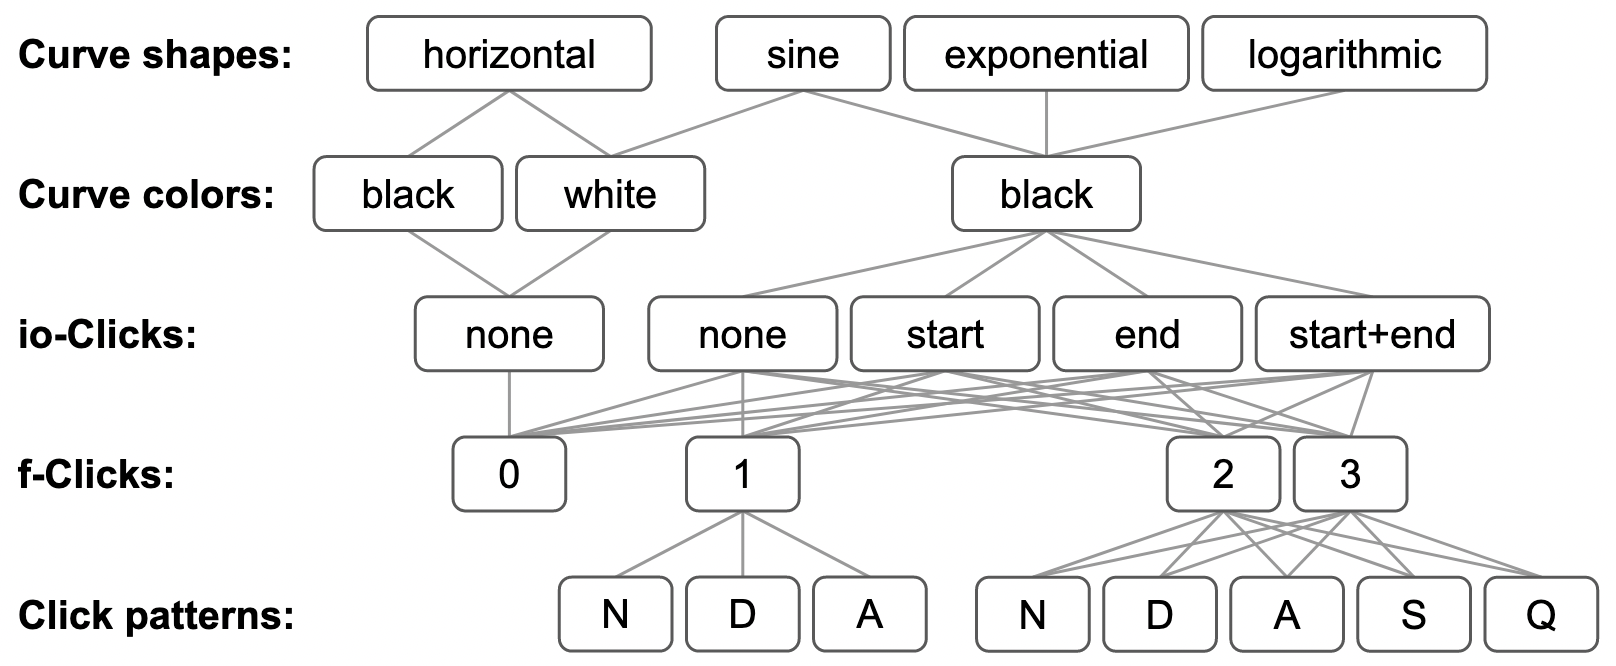 Curve shapes: horizontal sine exponential logarithmic
Curve colors: black white black
io-Clicks: none none start end start+end
f-Clicks: 0 1 2 3
Click patterns: N D A N D A S Q